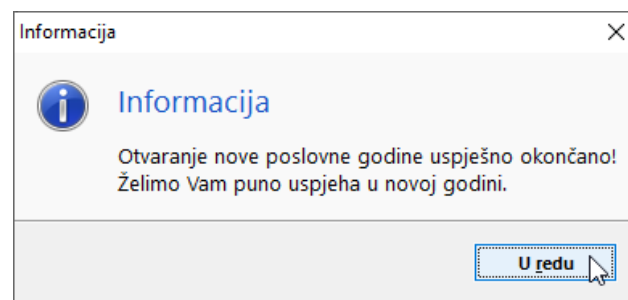 Informacija
Informacija
Otvaranje nove poslovne godine uspješno okončano!
Želimo Vam puno uspjeha u novoj godini.
U redu